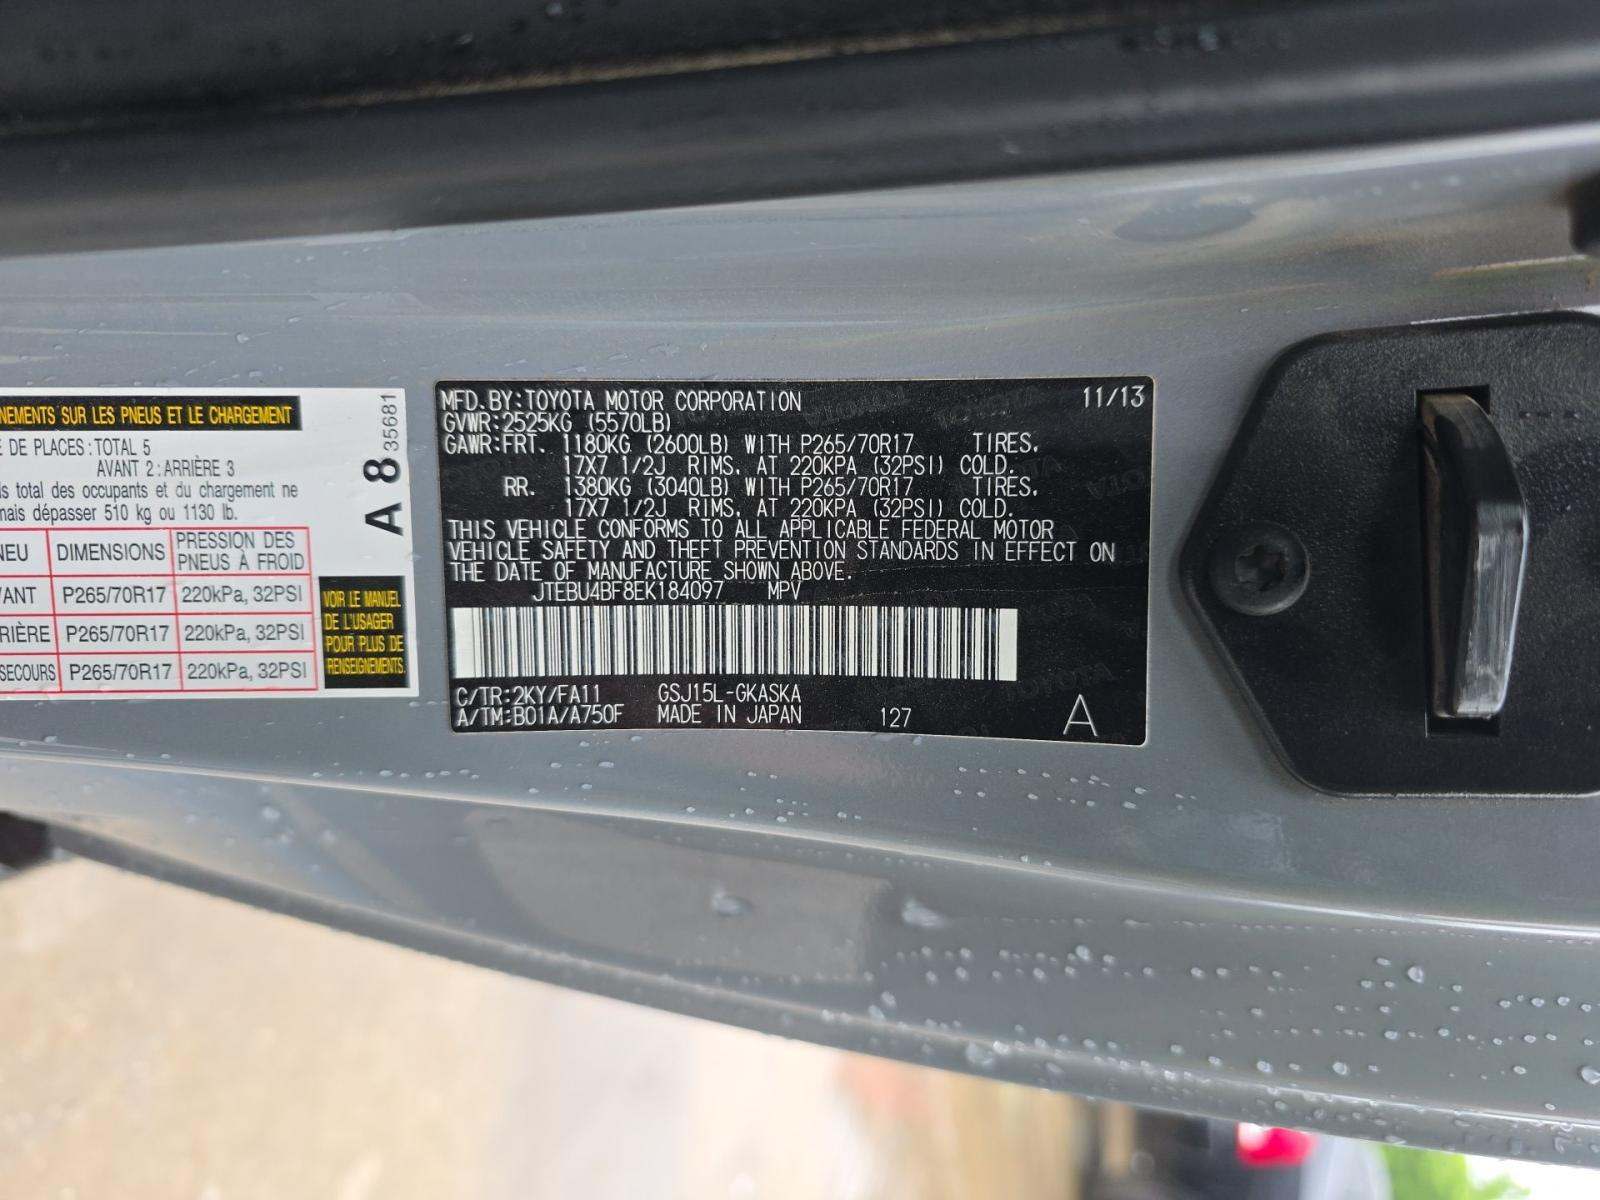 NEMENTS SUR LES PNEUS ET LE CHARGEMENT
E DE PLACES:TOTAL 5
AVANT 2:ARRIÈRE 3
is total des occupants et du chargement ne
mais dépasser 510 kg ou 1130 lb.
NEU DIMENSIONS PRESSION DES PNEUS À FROID
VANT P265/70R17 220kPa, 32PSI
RIÈRE P265/70R17 220kPa, 32PSI
SECOURS P265/70R17 220kPa, 32PSI
A 8 35681
VOIR LE MANUEL
DE L'USAGER
POUR PLUS DE
RENSEIGNEMENTS
MFD.BY:TOYOTA MOTOR CORPORATION 11/13
GVWR:2525KG (5570LB)
GAWR:FRT. 1180KG (2600LB) WITH P265/70R17 TIRES.
17X7 1/2J RIMS. AT 220KPA (32PSI) COLD.
RR. 1380KG (3040LB) WITH P265/70R17 TIRES.
17X7 1/2J RIMS. AT 220KPA (32PSI) COLD.
THIS VEHICLE CONFORMS TO ALL APPLICABLE FEDERAL MOTOR
VEHICLE SAFETY AND THEFT PREVENTION STANDARDS IN EFFECT ON
THE DATE OF MANUFACTURE SHOWN ABOVE.
JTEBU4BF8EK184097 MPV
C/TR:2KY/FA11 GSJ15L-GKASKA
A/TM:B01A/A750F MADE IN JAPAN 127 A